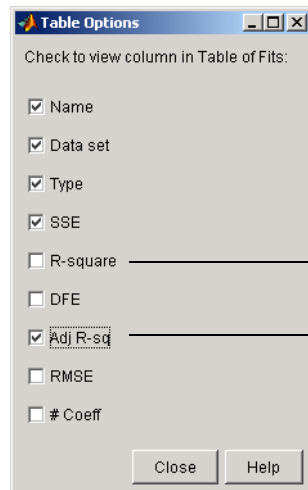 Table Options
Check to view column in Table of Fits:
Name
Data set
Type
SSE
R-square
DFE
Adj R-sq
RMSE
# Coeff
Close Help